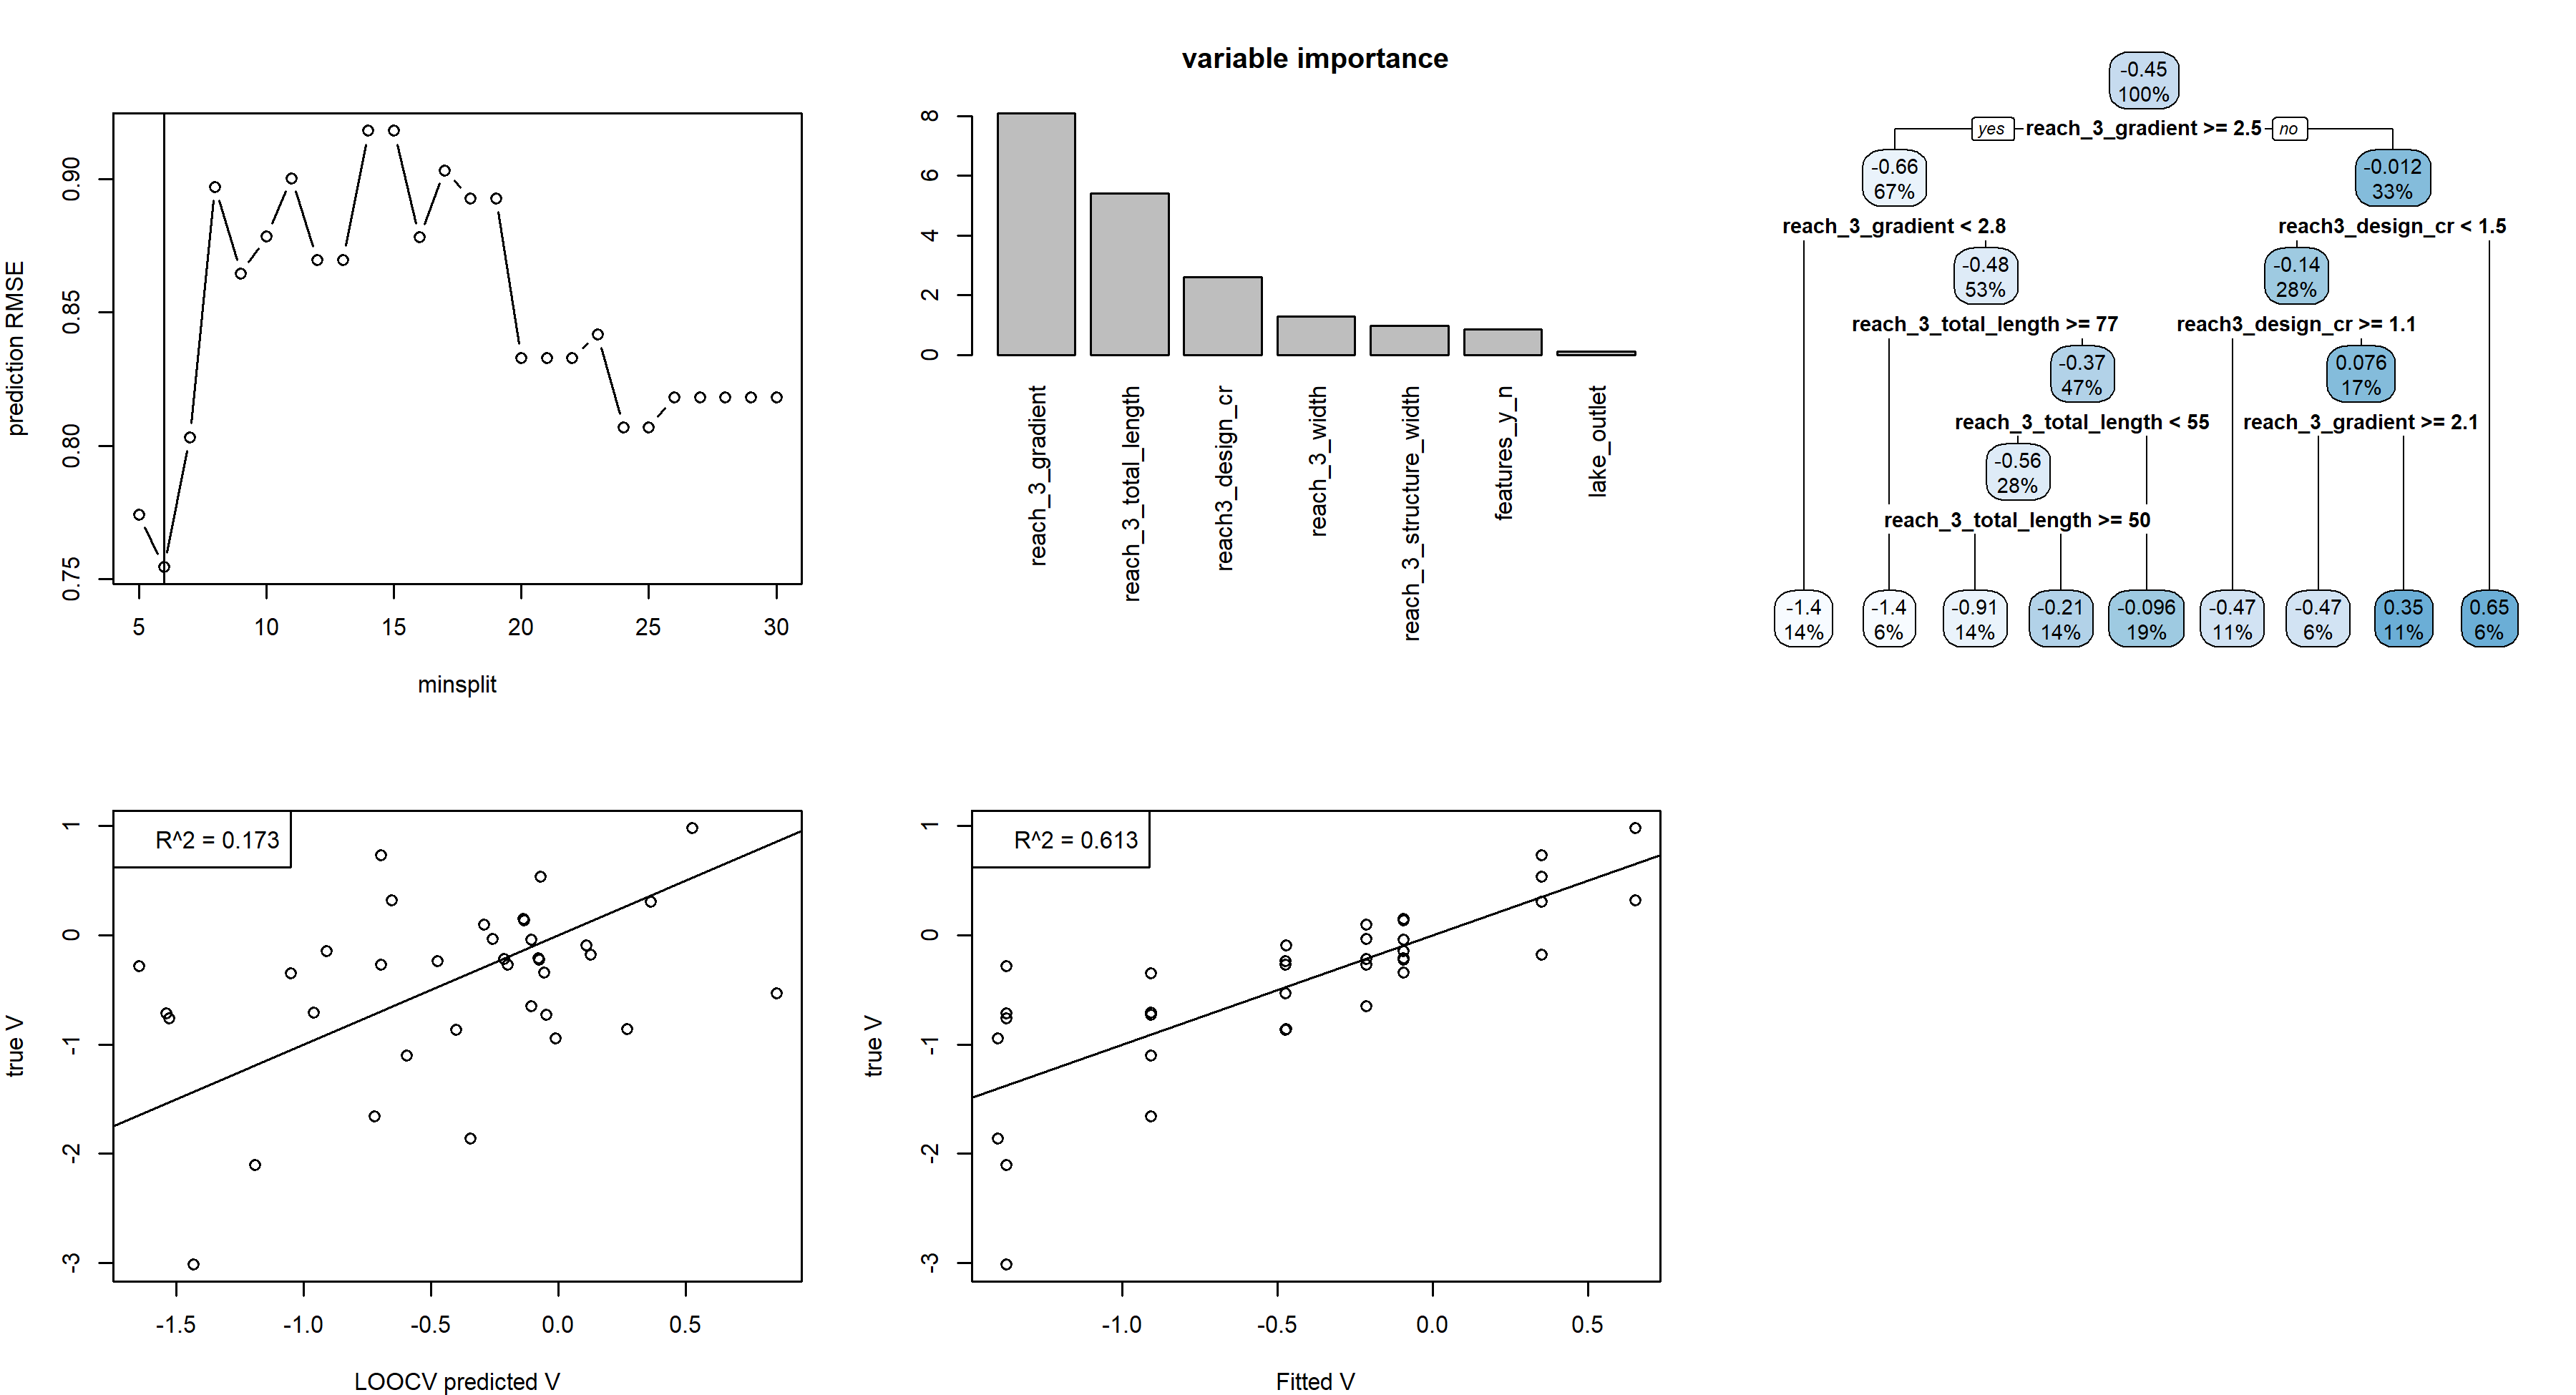 prediction RMSE
0.90
0.85
0.80
0.75
5 10 15 20 25 30
minsplit
variable importance
8
6
4
2
0
reach_3_gradient
reach_3_total_length
reach3_design_cr
reach_3_width
reach_3_structure_width
features_y_n
lake_outlet
-0.45
100%
yes reach_3_gradient >= 2.5 no
-0.66
67%
-0.012
33%
reach_3_gradient < 2.8
reach3_design_cr < 1.5
-0.48
53%
-0.14
28%
reach_3_total_length >= 77
reach3_design_cr >= 1.1
-0.37
47%
0.076
17%
reach_3_total_length < 55
reach_3_gradient >= 2.1
-0.56
28%
reach_3_total_length >= 50
-1.4
14%
-1.4
6%
-0.91
14%
-0.21
14%
-0.096
19%
-0.47
11%
-0.47
6%
0.35
11%
0.65
6%
R^2 = 0.173
true V
1
0
-1
-2
-3
-1.5 -1.0 -0.5 0.0 0.5
LOOCV predicted V
R^2 = 0.613
true V
1
0
-1
-2
-3
-1.0 -0.5 0.0 0.5
Fitted V